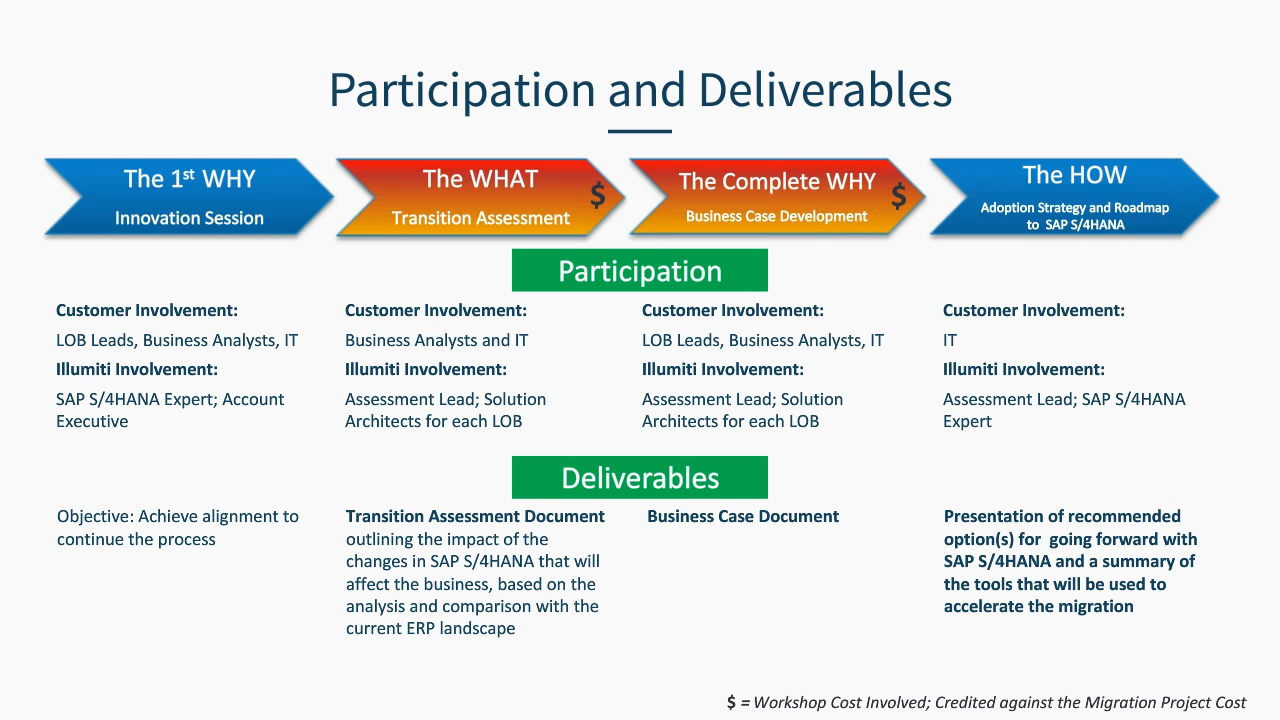 Participation and Deliverables
The 1st WHY
Innovation Session
The WHAT
Transition Assessment
$
The Complete WHY
Business Case Development
$
The HOW
Adoption Strategy and Roadmap
to SAP S/4HANA
Participation
Customer Involvement:
LOB Leads, Business Analysts, IT
Illumiti Involvement:
SAP S/4HANA Expert; Account
Executive
Customer Involvement:
Business Analysts and IT
Illumiti Involvement:
Assessment Lead; Solution
Architects for each LOB
Customer Involvement:
LOB Leads, Business Analysts, IT
Illumiti Involvement:
Assessment Lead; Solution
Architects for each LOB
Customer Involvement:
IT
Illumiti Involvement:
Assessment Lead; SAP S/4HANA
Expert
Deliverables
Objective: Achieve alignment to
continue the process
Transition Assessment Document
outlining the impact of the
changes in SAP S/4HANA that will
affect the business, based on the
analysis and comparison with the
current ERP landscape
Business Case Document
Presentation of recommended
option(s) for going forward with
SAP S/4HANA and a summary of
the tools that will be used to
accelerate the migration
$ = Workshop Cost Involved; Credited against the Migration Project Cost